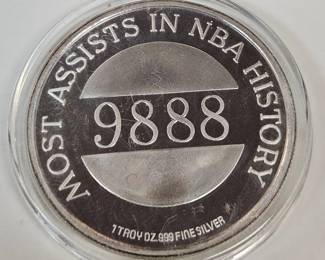 MOST ASSISTS IN NBA HISTORY
9888
1 TROY OZ. .999 FINE SILVER